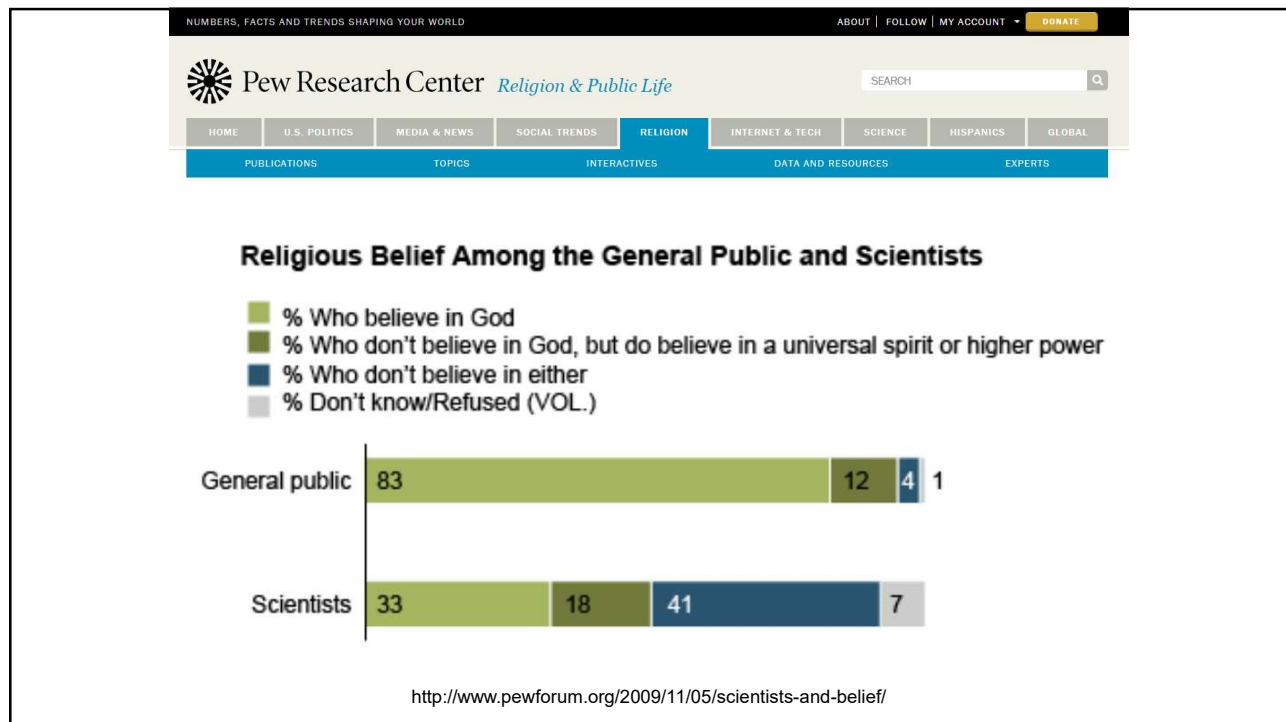 NUMBERS, FACTS AND TRENDS SHAPING YOUR WORLD
ABOUT | FOLLOW | MY ACCOUNT DONATE
Pew Research Center Religion & Public Life
SEARCH
HOME U.S. POLITICS MEDIA & NEWS SOCIAL TRENDS RELIGION INTERNET & TECH SCIENCE HISPANICS GLOBAL
PUBLICATIONS TOPICS INTERACTIVES DATA AND RESOURCES EXPERTS
Religious Belief Among the General Public and Scientists
% Who believe in God
% Who don't believe in God, but do believe in a universal spirit or higher power
% Who don't believe in either
% Don't know/Refused (VOL.)
General public 83 12 4 1
Scientists 33 18 41 7
http://www.pewforum.org/2009/11/05/scientists-and-belief/